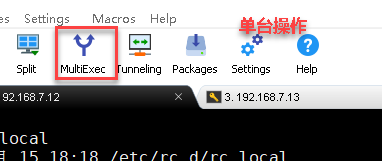 Settings Macros Help
单台操作
Split MultiExec Tunneling Packages Settings Help
92.168.7.12 3. 192.168.7.13
local
15 18:18 /etc/rc.d/rc.local